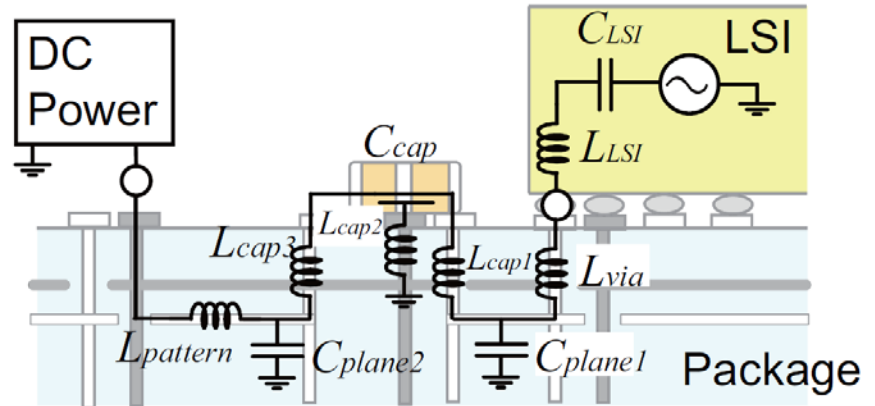 DC
Power
LSI
CLSI
LLSI
Ccap
Lcap3
Lcap2
Lcap1
Lvia
Lpattern
Cplane2
Cplane1
Package